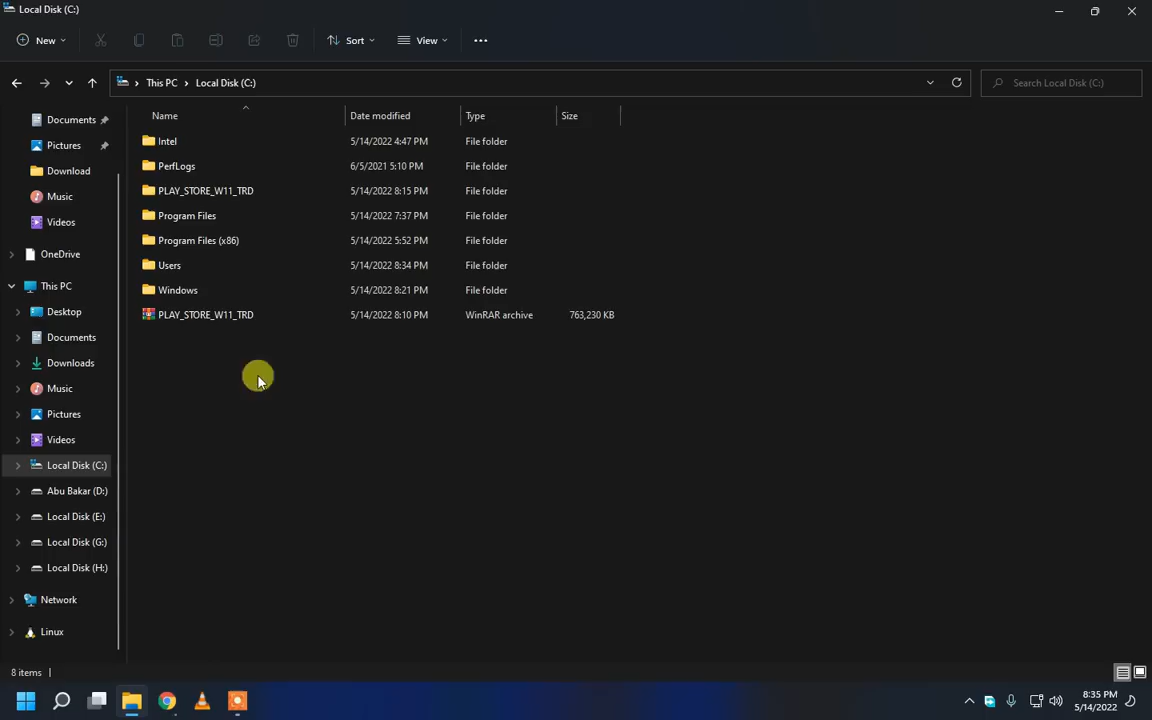 Local Disk (C:)
New
Sort
View
This PC
Local Disk (C:)
Search Local Disk (C:)
Documents
Pictures
Download
Music
Videos
OneDrive
This PC
Desktop
Documents
Downloads
Music
Pictures
Videos
Local Disk (C:)
Abu Bakar (D:)
Local Disk (E:)
Local Disk (G:)
Local Disk (H:)
Network
Linux
Name Date modified Type Size
Intel 5/14/2022 4:47 PM File folder
PerfLogs 6/5/2021 5:10 PM File folder
PLAY_STORE_W11_TRD 5/14/2022 8:15 PM File folder
Program Files 5/14/2022 7:37 PM File folder
Program Files (x86) 5/14/2022 5:52 PM File folder
Users 5/14/2022 8:34 PM File folder
Windows 5/14/2022 8:21 PM File folder
PLAY_STORE_W11_TRD 5/14/2022 8:10 PM WinRAR archive 763,230 KB
8 items
8:35 PM
5/14/2022